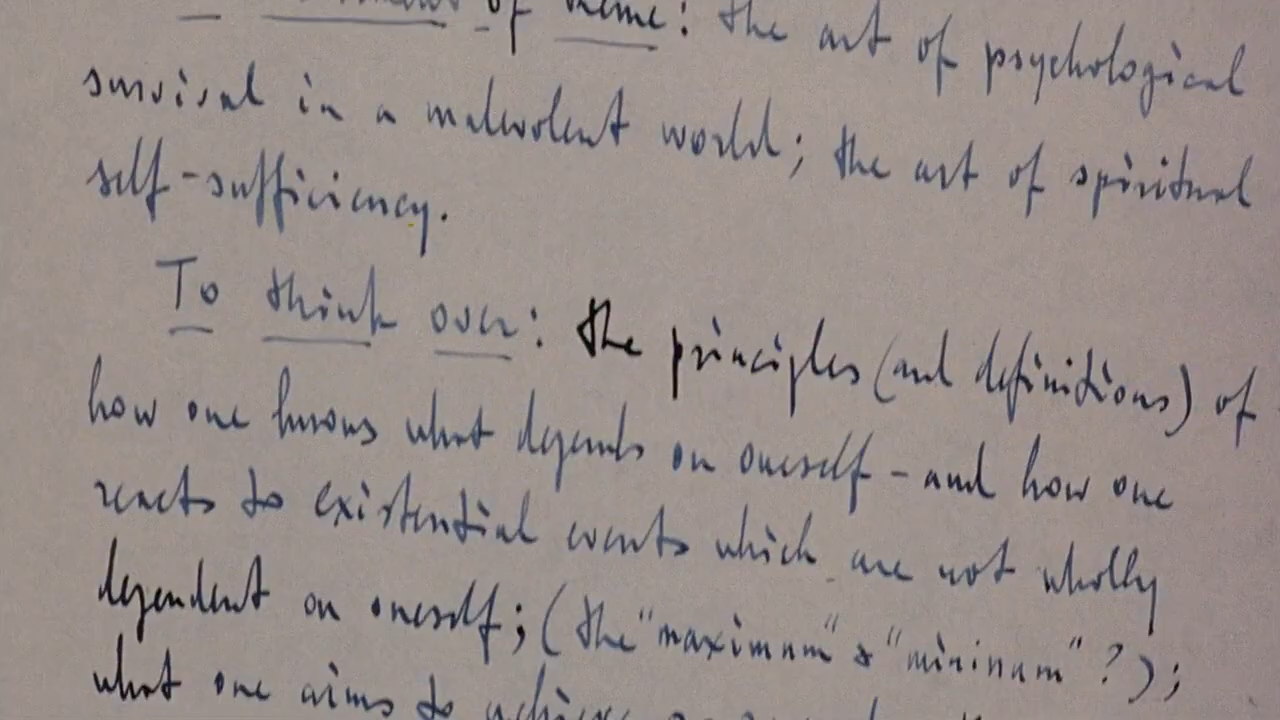 of theme: the art of psychological
survival in a malevolent world; the art of spiritual
self-sufficiency.
To think over: the principles (and definitions) of
how one knows what depends on oneself – and how one
reacts to existential events which are not wholly
dependent on oneself; (the "maximum" & "minimum" ?);
what one aims to achieve